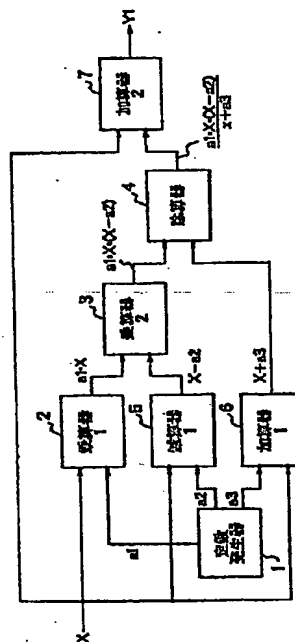 X
a1
定数
発生器
1
2
乗算器
1
5
減算器
1
6
加算器
1
a2
a3
a1·X
X−a2
X+a3
3
乗算器
2
a1·X·(X−a2)
4
除算器
a1·X·(X−a2)
x+a3
7
加算器
2
Y1